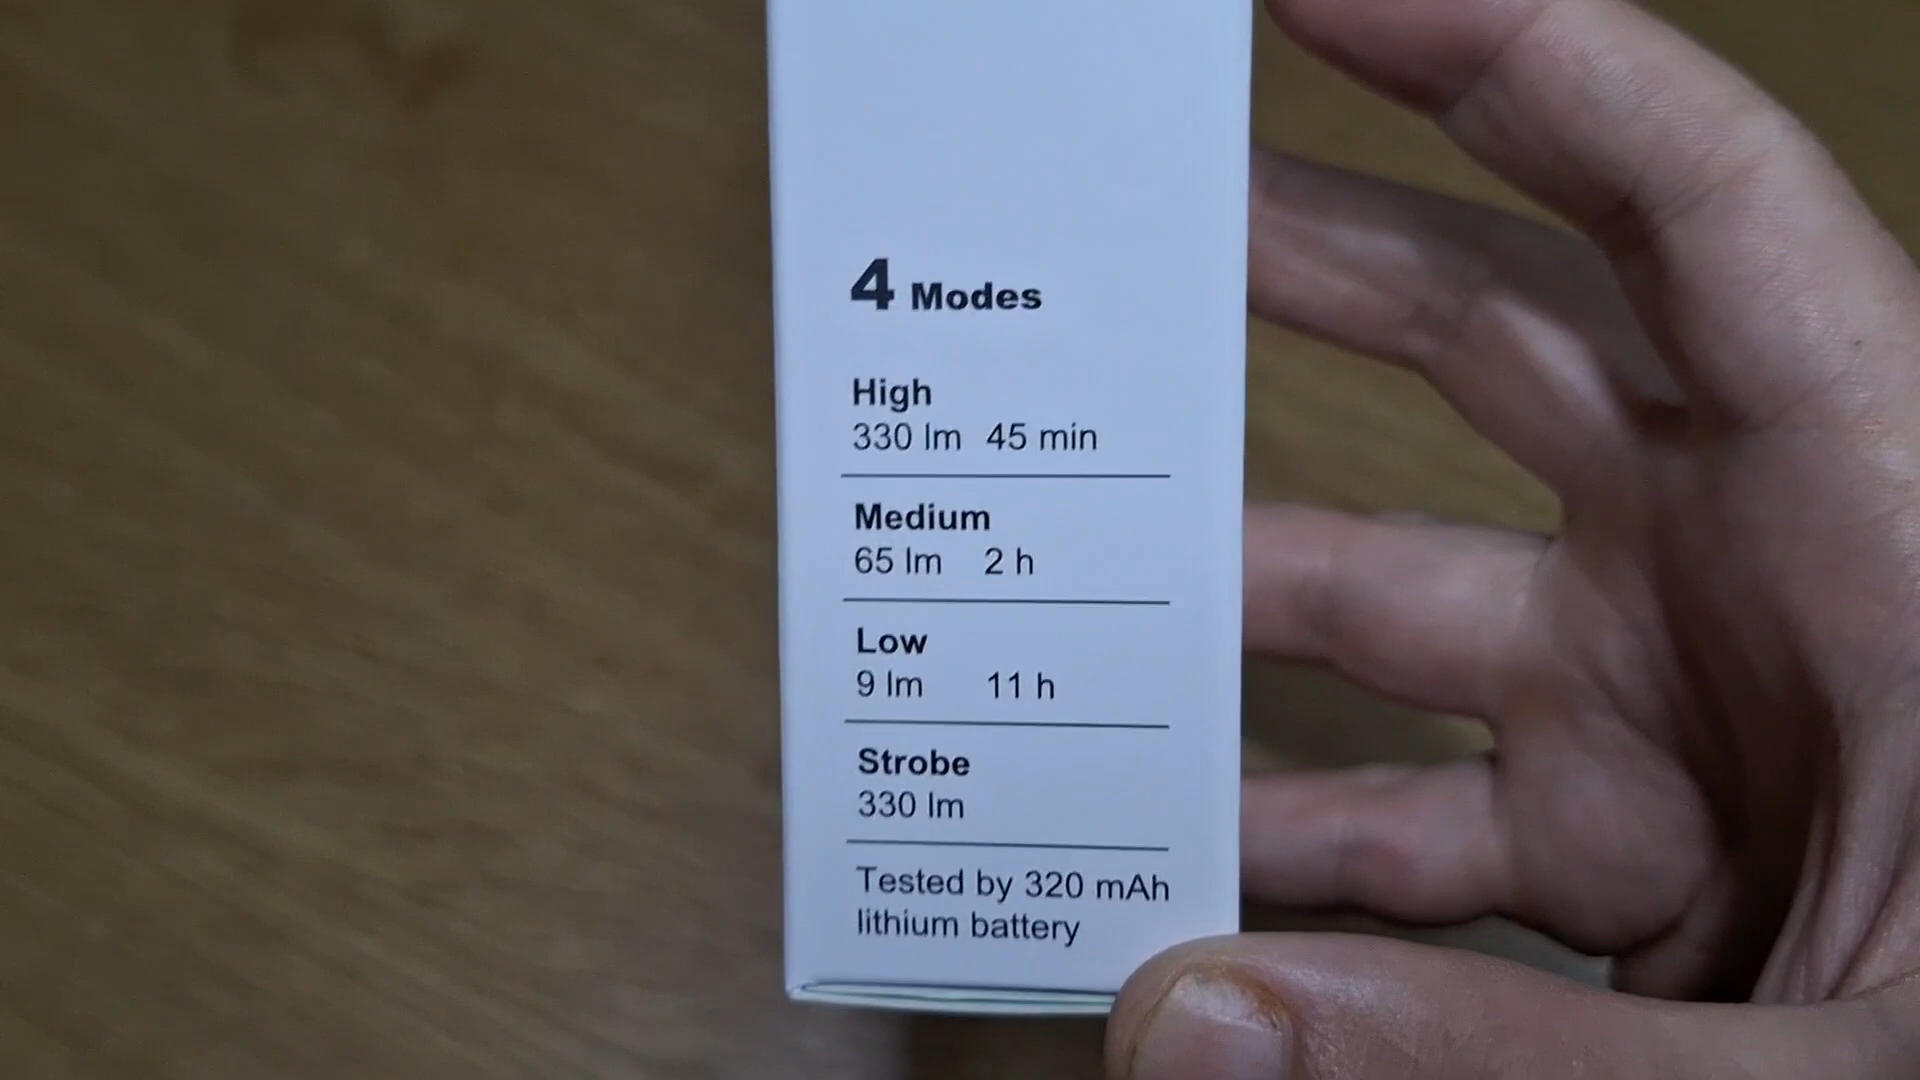 4 Modes
High
330 lm 45 min
Medium
65 lm 2 h
Low
9 lm 11 h
Strobe
330 lm
Tested by 320 mAh
lithium battery